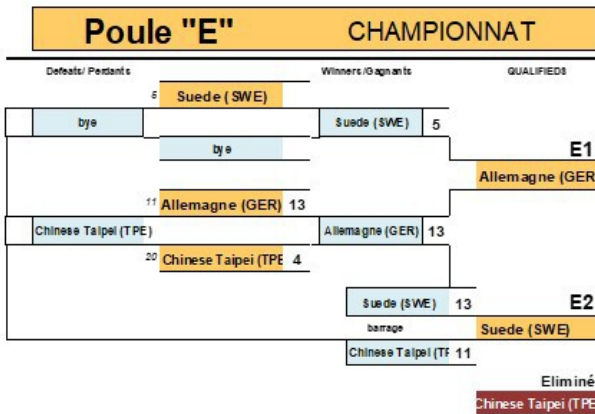 Poule "E" CHAMPIONNAT
Defeats/Perdants Winners/Gagnants QUALIFIEDS
6 Suede (SWE)
bye Suede (SWE) 5
bye E1
Allemagne (GER
11 Allemagne (GER) 13
Chinese Taipei (TPE) Allemagne (GER) 13
20 Chinese Taipei (TPE 4
Suede (SWE) 13 E2
barrage Suede (SWE)
Chinese Taipei (TF 11
Eliminé
Chinese Taipei (TPE